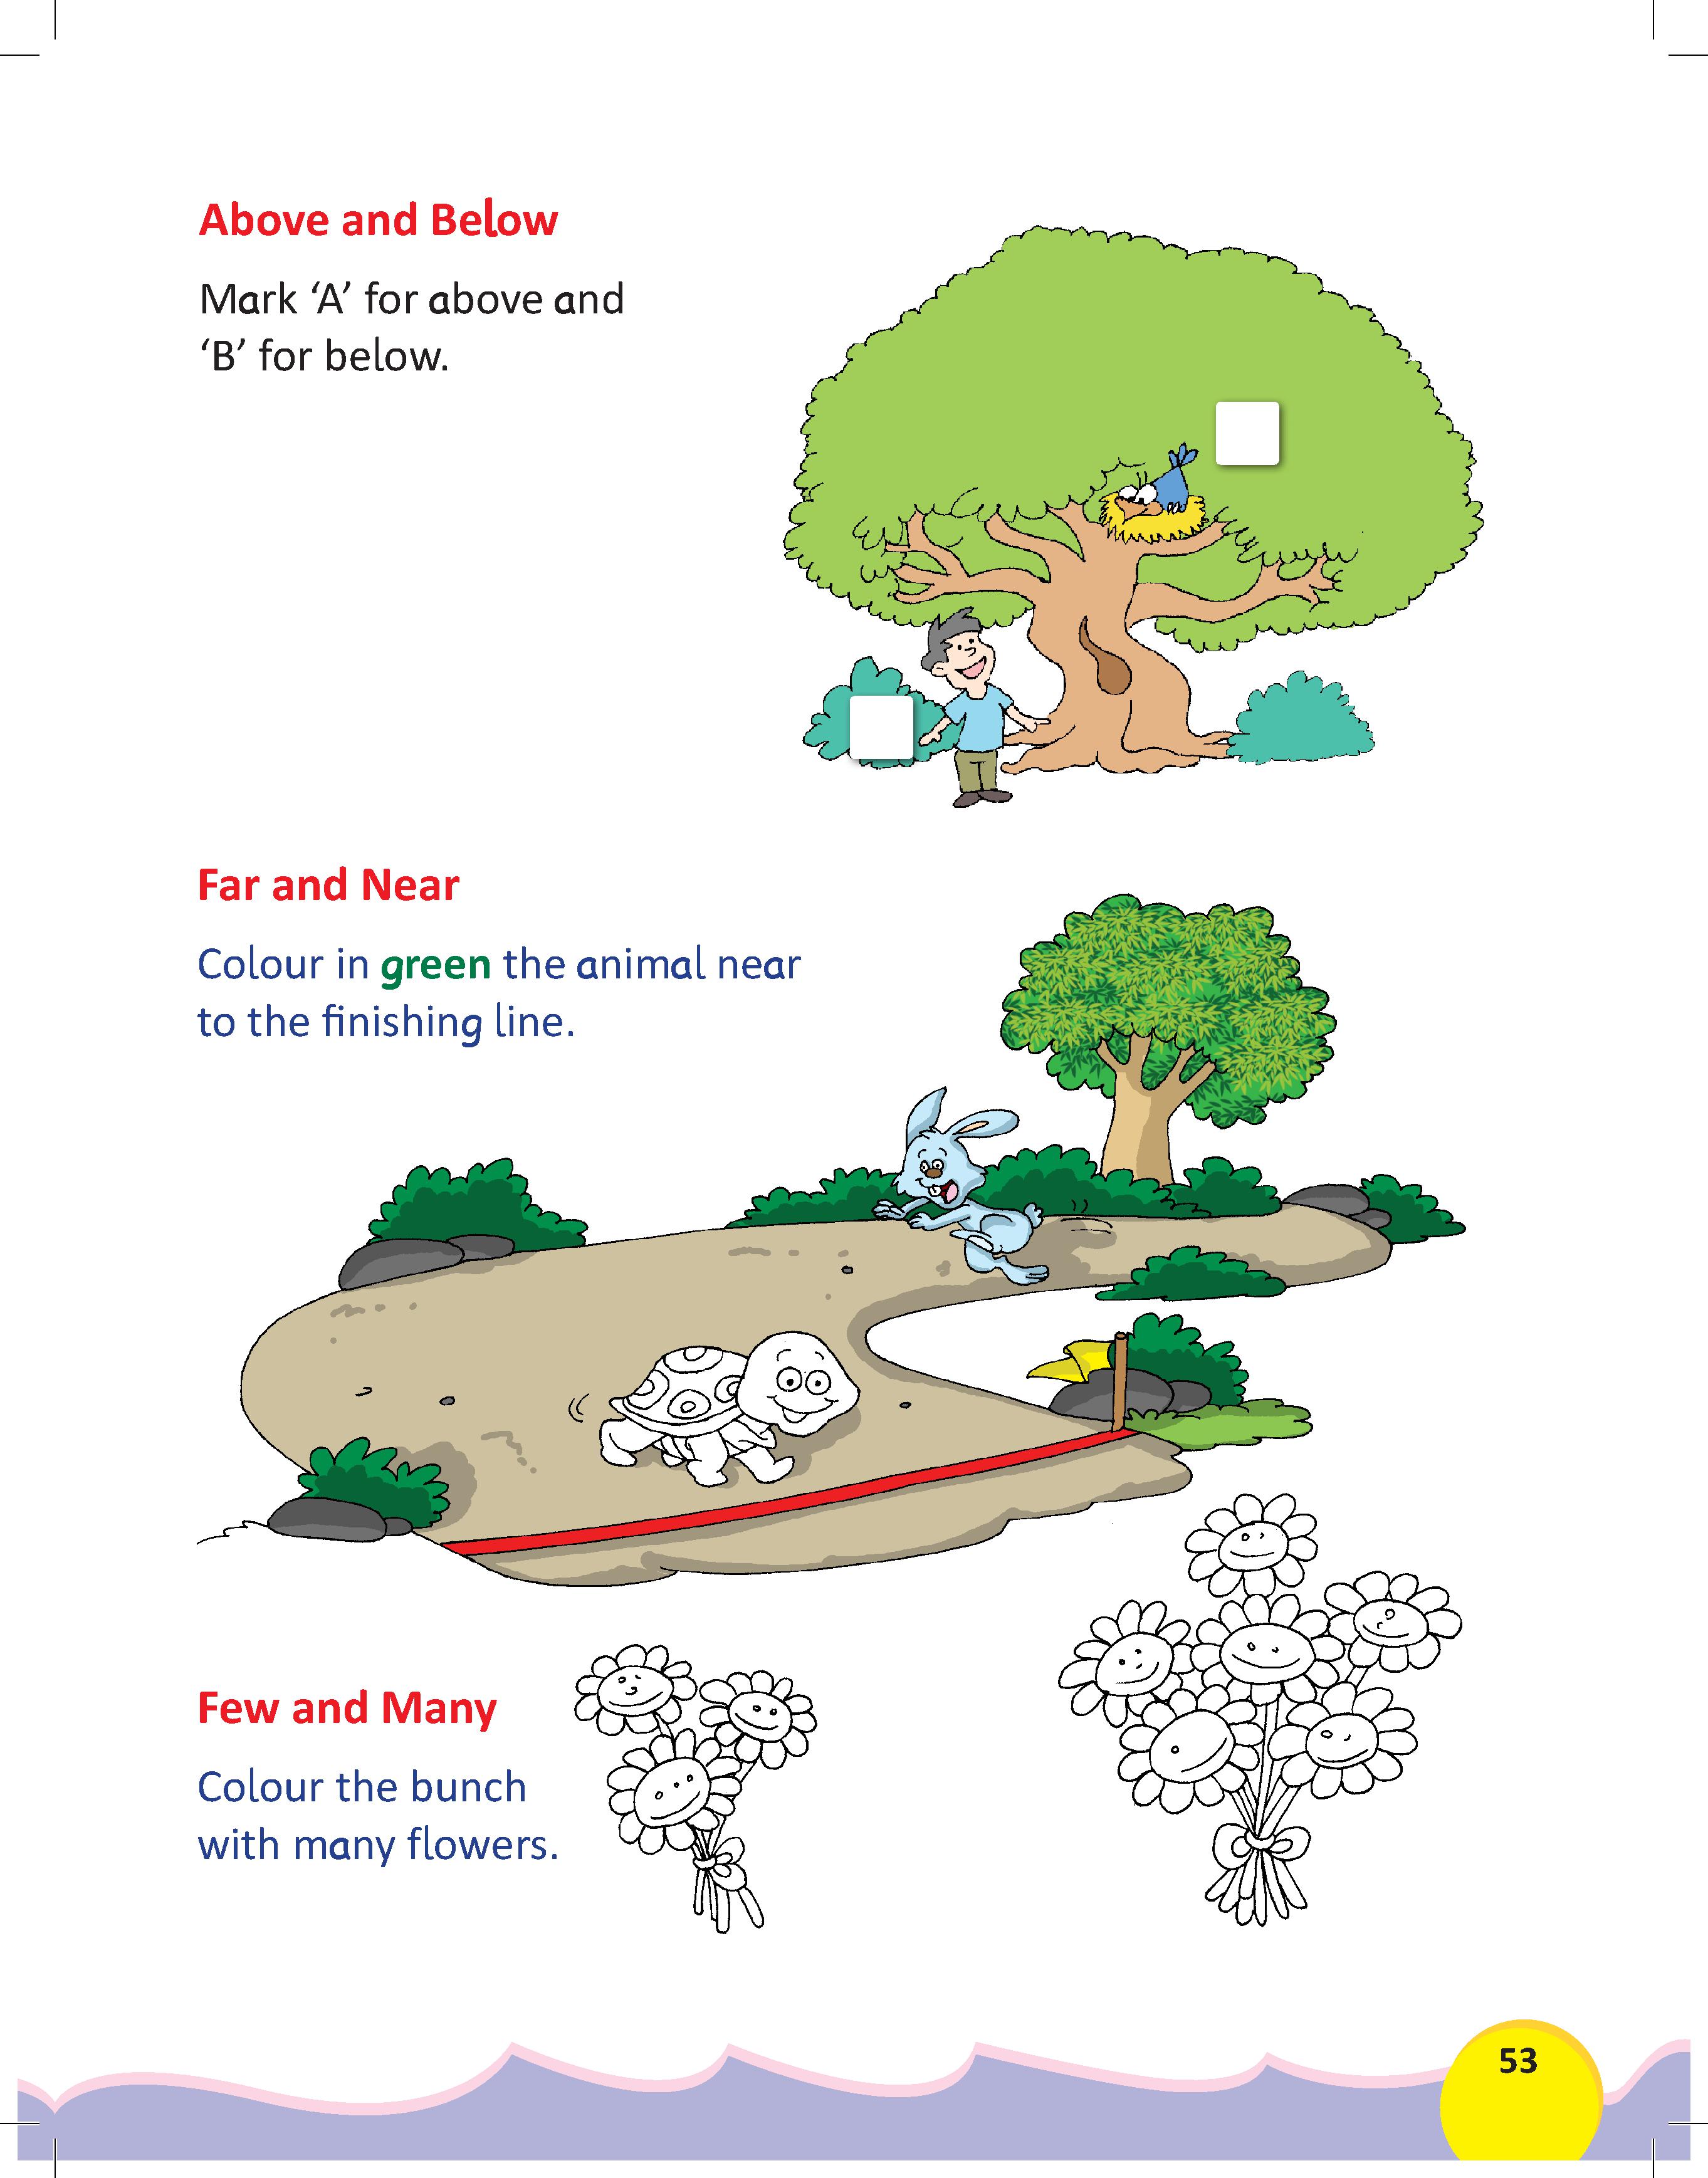 Above and Below
Mark ‘A’ for above and
‘B’ for below.
Far and Near
Colour in green the animal near
to the finishing line.
Few and Many
Colour the bunch
with many flowers.
53